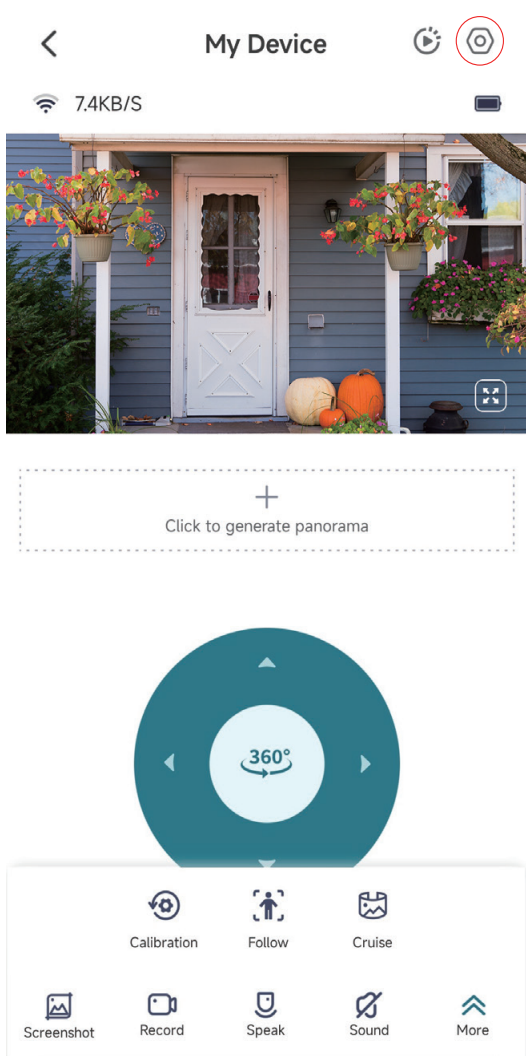 My Device
7.4KB/S
Click to generate panorama
360°
Calibration Follow Cruise
Screenshot Record Speak Sound More